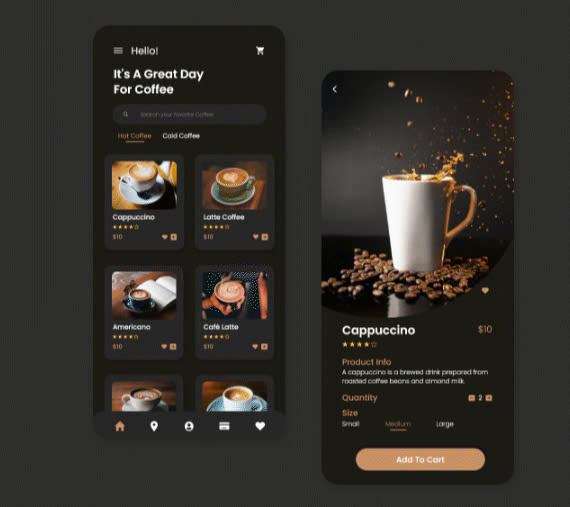 Hello!
It's A Great Day
For Coffee
Search your Favorite Coffee
Hot Coffee Cold Coffee
Cappuccino
$10
Latte Coffee
$10
Americano
$10
Café Latte
$10
Cappuccino $10
Product Info
A cappuccino is a brewed drink prepared from
roasted coffee beans and almond milk.
Quantity 2
Size
Small Medium Large
Add To Cart